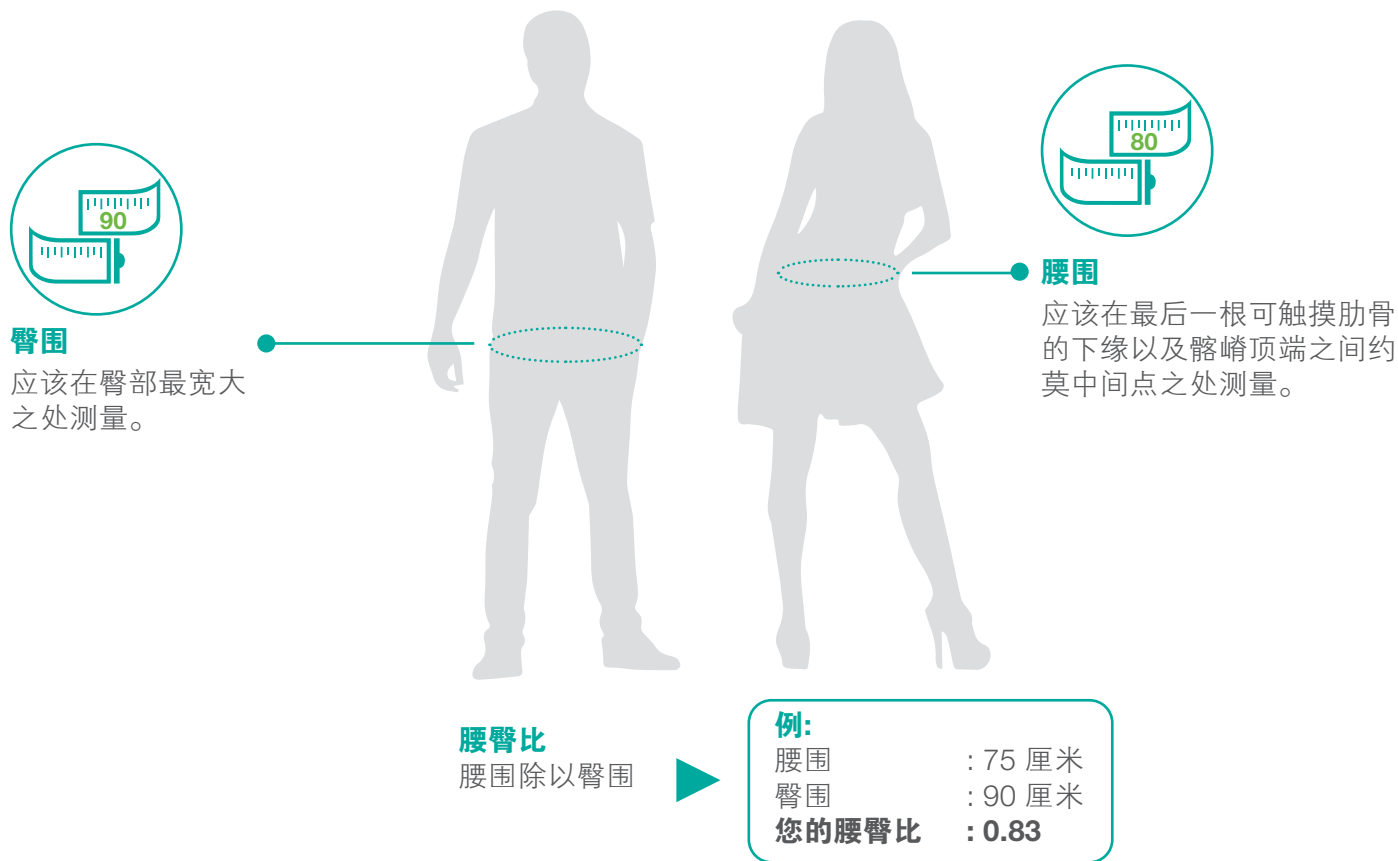 90
臀围
应该在臀部最宽大
之处测量。
80
腰围
应该在最后一根可触摸肋骨
的下缘以及髂嵴顶端之间约
莫中间点之处测量。
腰臀比
腰围除以臀围
例:
腰围 : 75 厘米
臀围 : 90 厘米
您的腰臀比 : 0.83